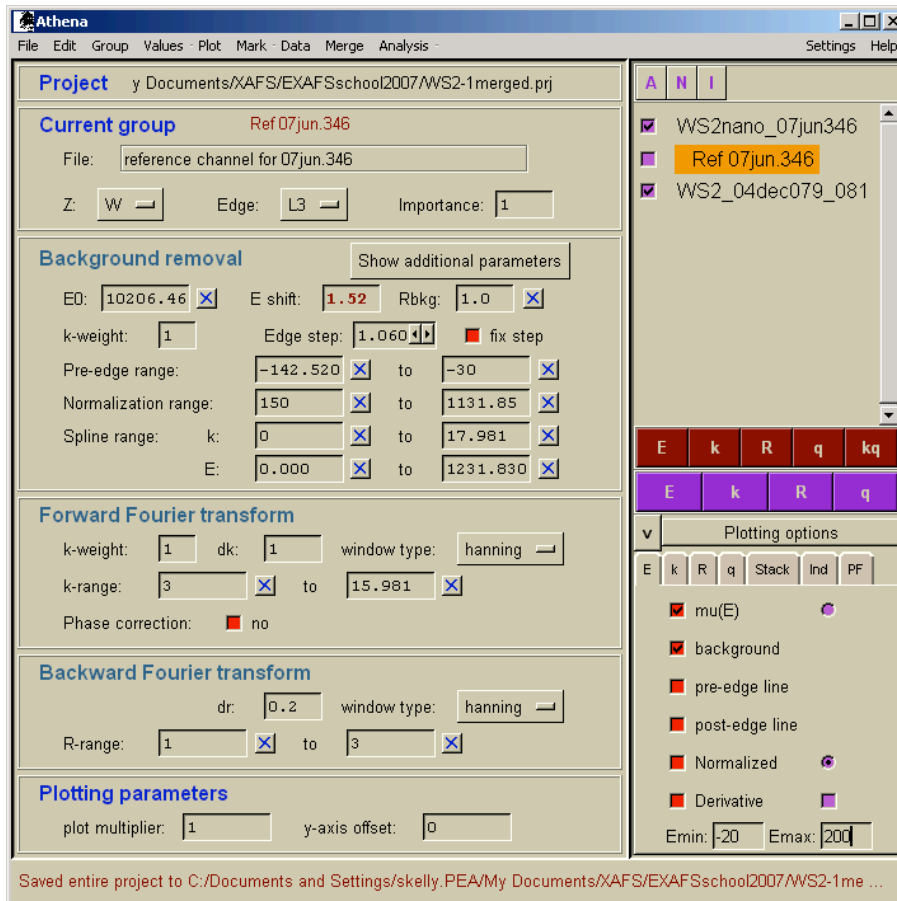 Athena
File Edit Group Values Plot Mark Data Merge Analysis Settings Help
Project y Documents/XAFS/EXAFSschool2007/WS2-1merged.prj
Current group Ref 07jun.346
File: reference channel for 07jun.346
Z: W Edge: L3 Importance: 1
Background removal Show additional parameters
E0: 10206.46 E shift: 1.52 Rbkg: 1.0
k-weight: 1 Edge step: 1.060 fix step
Pre-edge range: -142.520 to -30
Normalization range: 150 to 1131.85
Spline range: k: 0 to 17.981
E: 0.000 to 1231.830
Forward Fourier transform
k-weight: 1 dk: 1 window type: hanning
k-range: 3 to 15.981
Phase correction: no
Backward Fourier transform
dr: 0.2 window type: hanning
R-range: 1 to 3
Plotting parameters
plot multiplier: 1 y-axis offset: 0
A N I
WS2nano_07jun346
Ref 07jun.346
WS2_04dec079_081
E k R q kq
E k R q
v Plotting options
E k R q Stack Ind PF
mu(E)
background
pre-edge line
post-edge line
Normalized
Derivative
Emin: -20 Emax: 200
Saved entire project to C:/Documents and Settings/skelly.PEA/My Documents/XAFS/EXAFSschool2007/WS2-1me ...